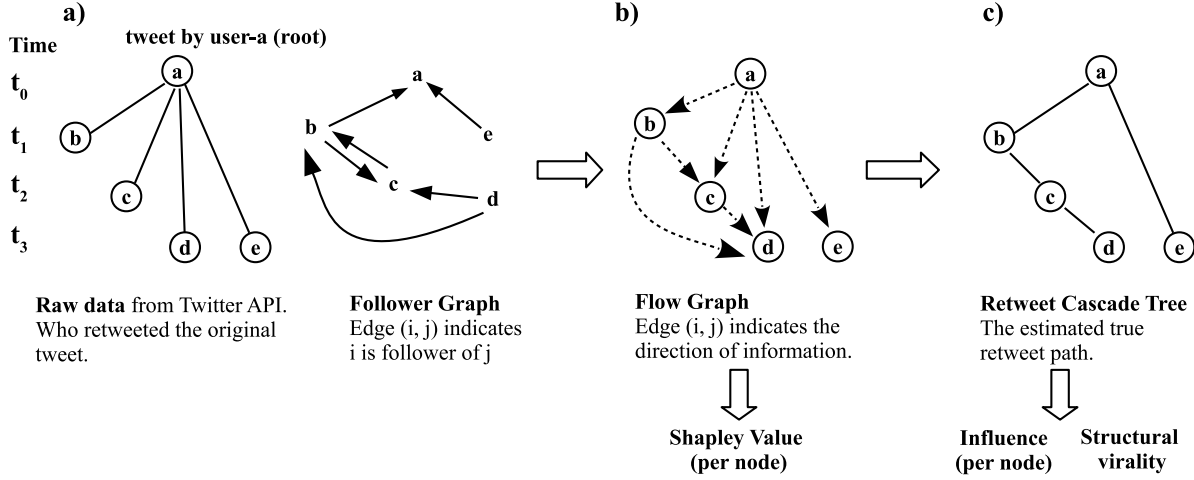 a)
b)
c)
Time
tweet by user-a (root)
t0
t1
t2
t3
a
b
c
d
e
a
b
e
c
d
a
b
c
d
e
a
b
c
d
e
Raw data from Twitter API.
Who retweeted the original
tweet.
Follower Graph
Edge (i, j) indicates
i is follower of j
Flow Graph
Edge (i, j) indicates the
direction of information.
Retweet Cascade Tree
The estimated true
retweet path.
Shapley Value
(per node)
Influence
(per node)
Structural
virality